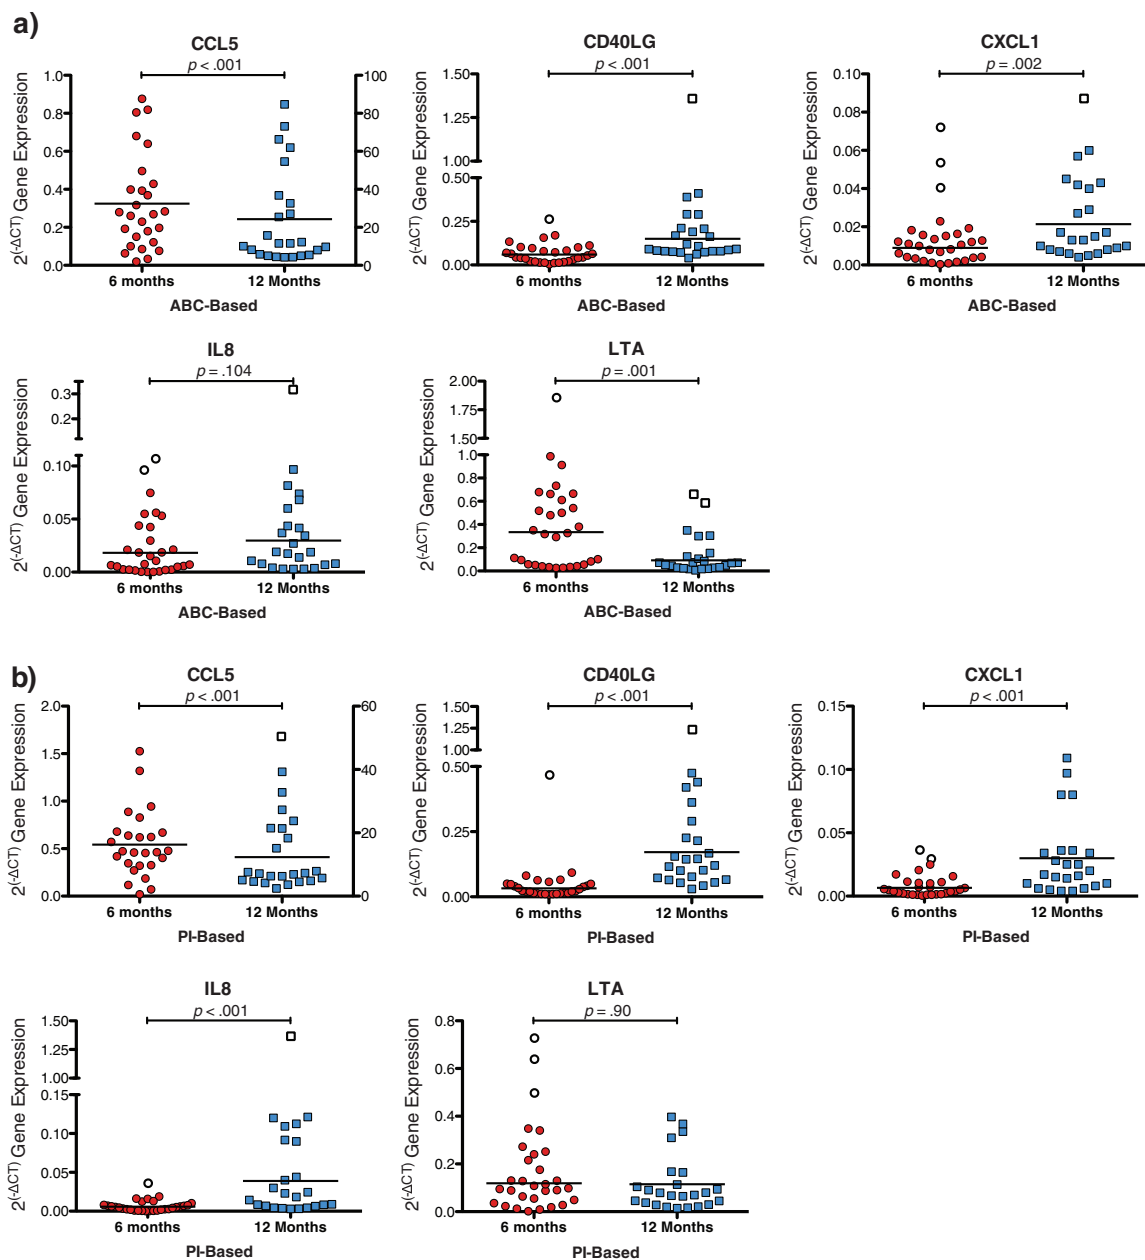 a)
CCL5
p < .001
2(-ΔCT) Gene Expression
1.0
0.8
0.6
0.4
0.2
0.0
100
80
60
40
20
0
6 months
12 Months
ABC-Based
CD40LG
p < .001
2(-ΔCT) Gene Expression
1.50
1.25
1.00
0.50
0.25
0.00
6 months
12 Months
ABC-Based
CXCL1
p = .002
2(-ΔCT) Gene Expression
0.10
0.08
0.06
0.04
0.02
0.00
6 months
12 Months
ABC-Based
IL8
p = .104
2(-ΔCT) Gene Expression
0.3
0.2
0.10
0.05
0.00
6 months
12 Months
ABC-Based
LTA
p = .001
2(-ΔCT) Gene Expression
2.00
1.75
1.50
1.0
0.8
0.6
0.4
0.2
0.0
6 months
12 Months
ABC-Based
b)
CCL5
p < .001
2(-ΔCT) Gene Expression
2.0
1.5
1.0
0.5
0.0
60
40
20
0
6 months
12 Months
PI-Based
CD40LG
p < .001
2(-ΔCT) Gene Expression
1.50
1.25
1.00
0.50
0.25
0.00
6 months
12 Months
PI-Based
CXCL1
p < .001
2(-ΔCT) Gene Expression
0.15
0.10
0.05
0.00
6 months
12 Months
PI-Based
IL8
p < .001
2(-ΔCT) Gene Expression
1.50
1.25
1.00
0.15
0.10
0.05
0.00
6 months
12 Months
PI-Based
LTA
p = .90
2(-ΔCT) Gene Expression
0.8
0.6
0.4
0.2
0.0
6 months
12 Months
PI-Based